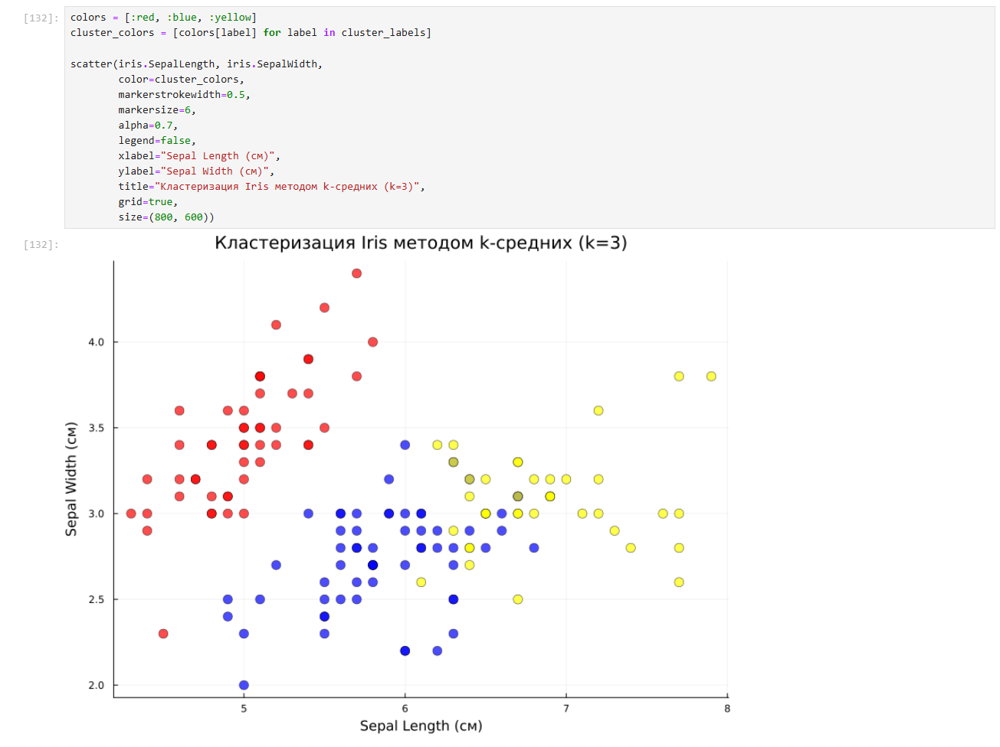 [132]:
colors = [:red, :blue, :yellow]
cluster_colors = [colors[label] for label in cluster_labels]
scatter(iris.SepalLength, iris.SepalWidth,
color=cluster_colors,
markerstrokewidth=0.5,
markersize=6,
alpha=0.7,
legend=false,
xlabel="Sepal Length (см)",
ylabel="Sepal Width (см)",
title="Кластеризация Iris методом k-средних (k=3)",
grid=true,
size=(800, 600))
[132]:
Кластеризация Iris методом k-средних (k=3)
4.0
3.5
3.0
2.5
2.0
Sepal Width (см)
5 6 7 8
Sepal Length (см)